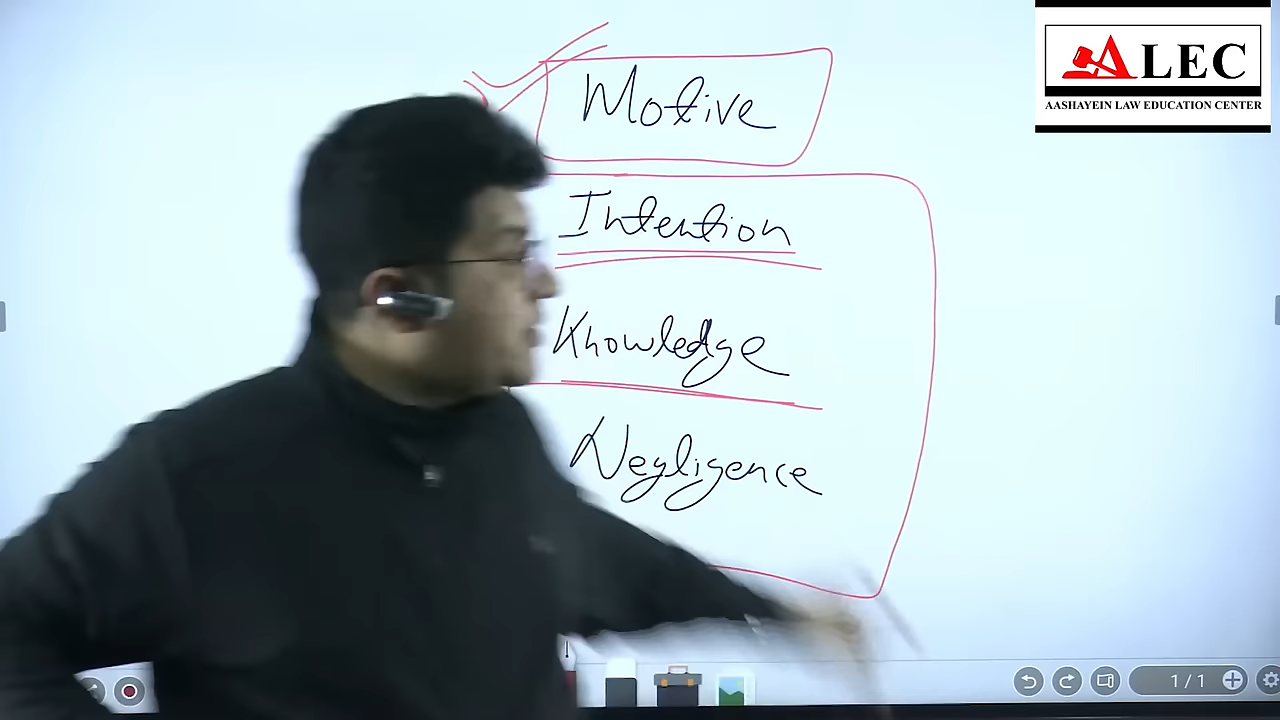 ALEC
AASHAYEIN LAW EDUCATION CENTER
Motive
Intention
Knowledge
Negligence
1/1